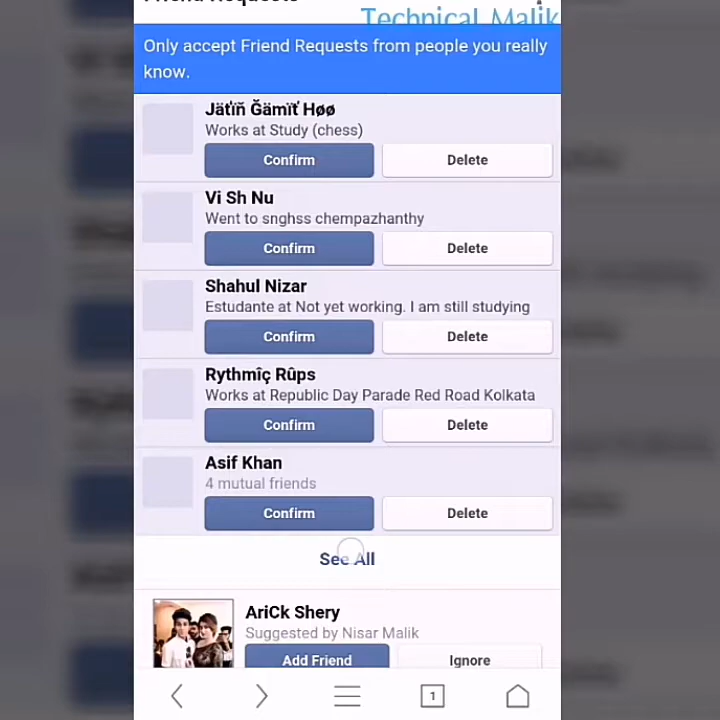 Friend Requests
Technical Malik
Only accept Friend Requests from people you really
know.
Jäťïñ Ğämïť Høø
Works at Study (chess)
Confirm Delete
Vi Sh Nu
Went to snghss chempazhanthy
Confirm Delete
Shahul Nizar
Estudante at Not yet working. I am still studying
Confirm Delete
Rythmîç Rûps
Works at Republic Day Parade Red Road Kolkata
Confirm Delete
Asif Khan
4 mutual friends
Confirm Delete
See All
AriCk Shery
Suggested by Nisar Malik
Add Friend Ignore
1